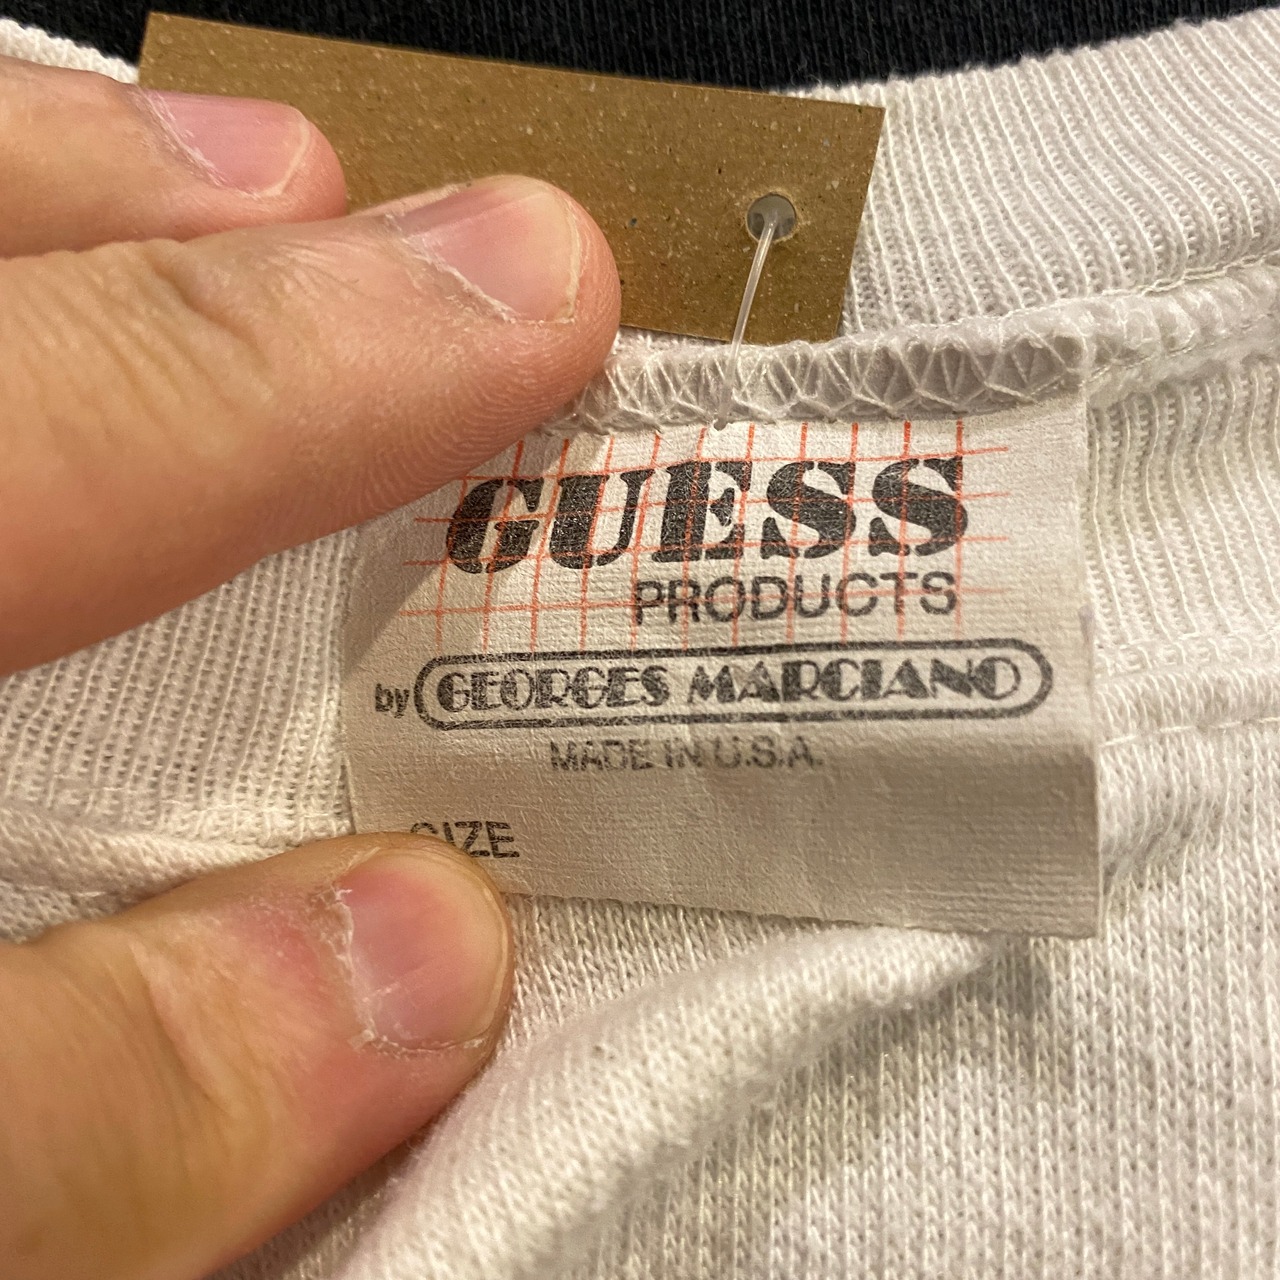 GUESS
PRODUCTS
by GEORGES MARCIANO
MADE IN U.S.A.
SIZE